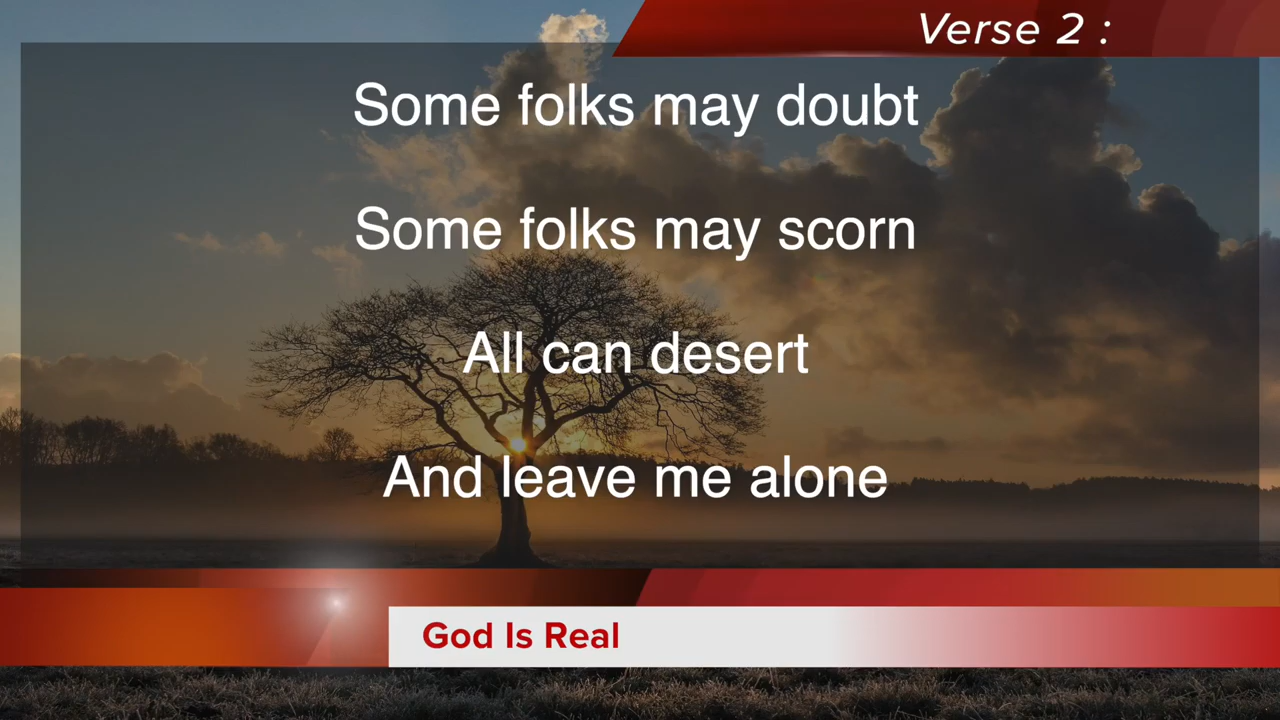 Verse 2 :
Some folks may doubt
Some folks may scorn
All can desert
And leave me alone
God Is Real